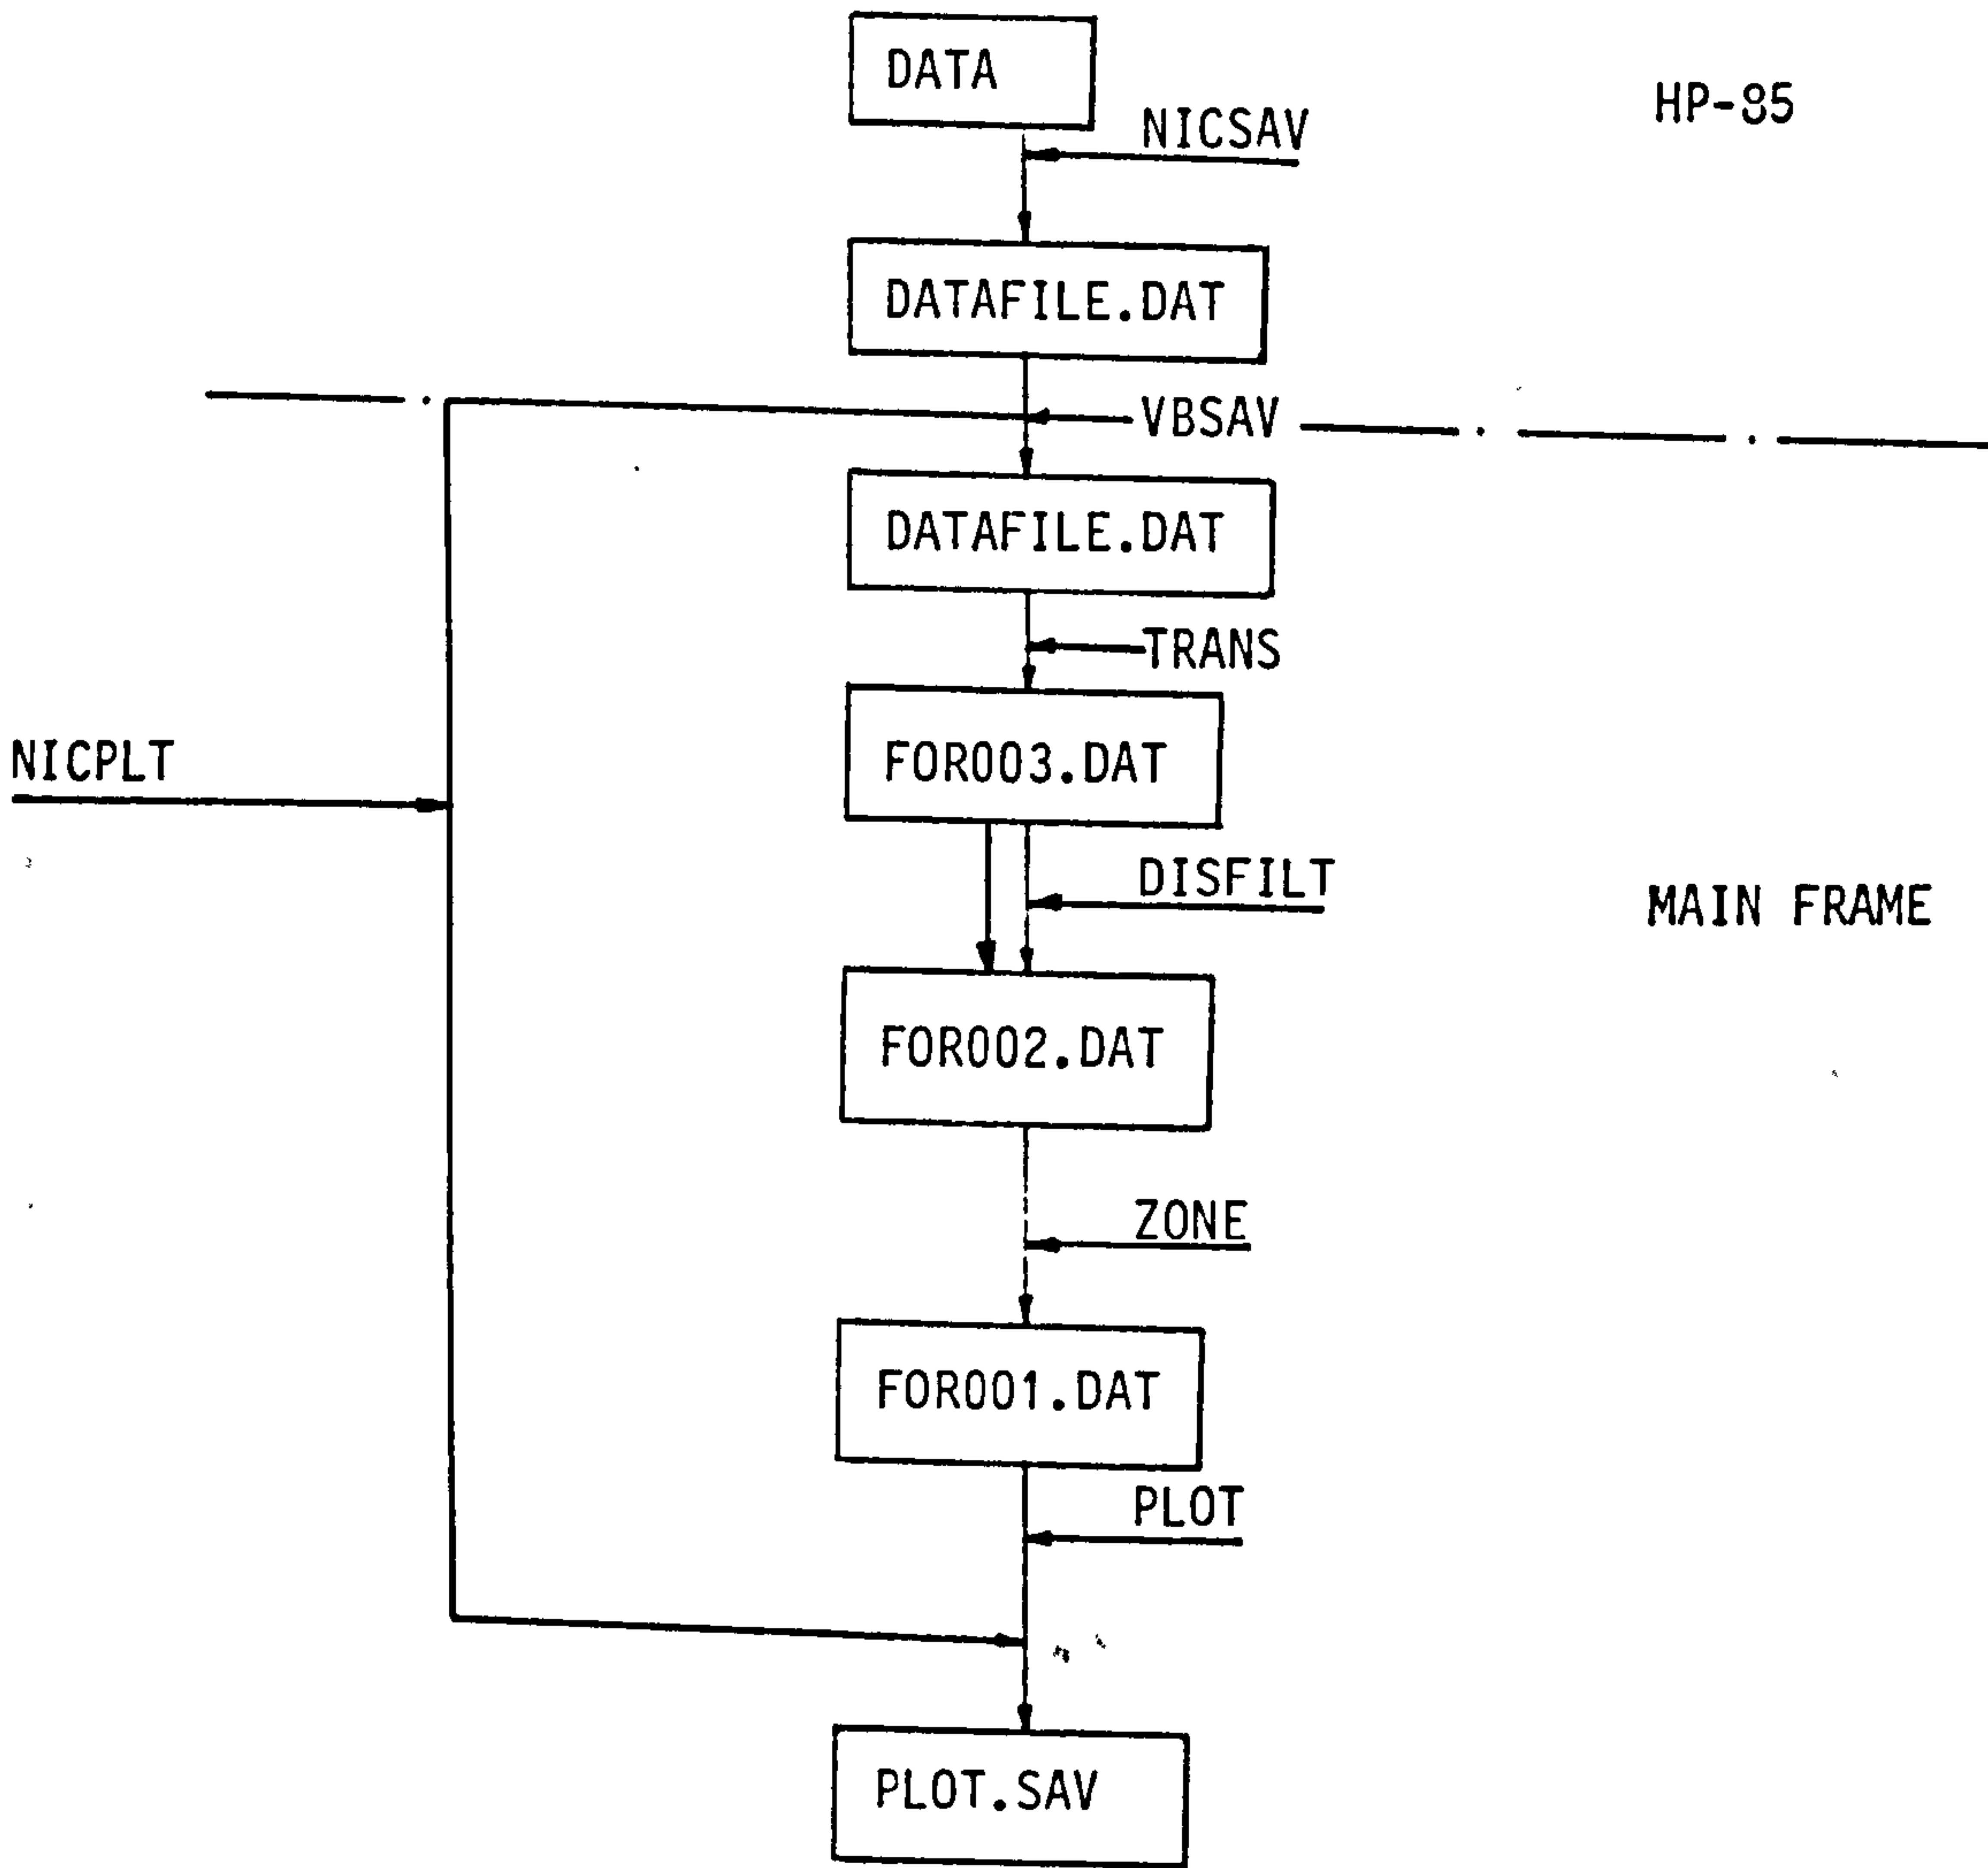 DATA
HP-85
NICSAV
DATAFILE.DAT
VBSAV
DATAFILE.DAT
TRANS
NICPLT
FOR003.DAT
DISFILT
MAIN FRAME
FOR002.DAT
ZONE
FOR001.DAT
PLOT
PLOT.SAV